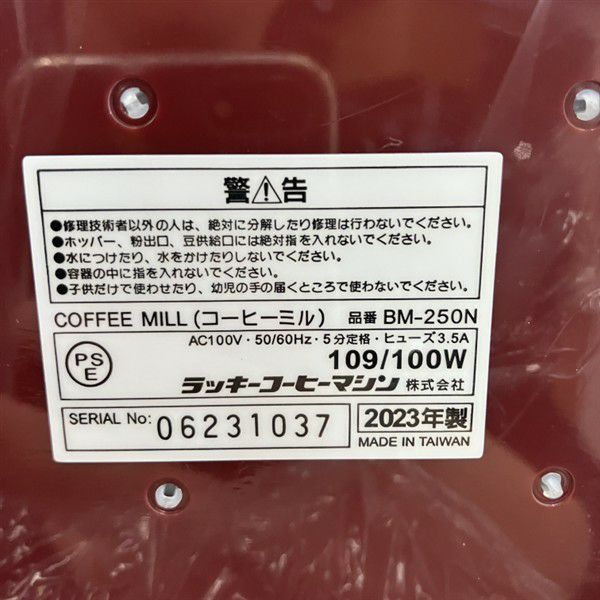 警⚠告
●修理技術者以外の人は、絶対に分解したり修理は行わないでください。
●ホッパー、粉出口、豆供給口には絶対指を入れないでください。
●水につけたり、水をかけたりしないでください。
●容器の中に指を入れないでください。
●子供だけで使わせたり、幼児の手の届くところで使わないでください。
COFFEE MILL(コーヒーミル) 品番 BM-250N
AC100V・50/60Hz・5分定格・ヒューズ3.5A
PS
E
109/100W
ラッキーコーヒーマシン 株式会社
SERIAL No: 06231037
2023年製
MADE IN TAIWAN